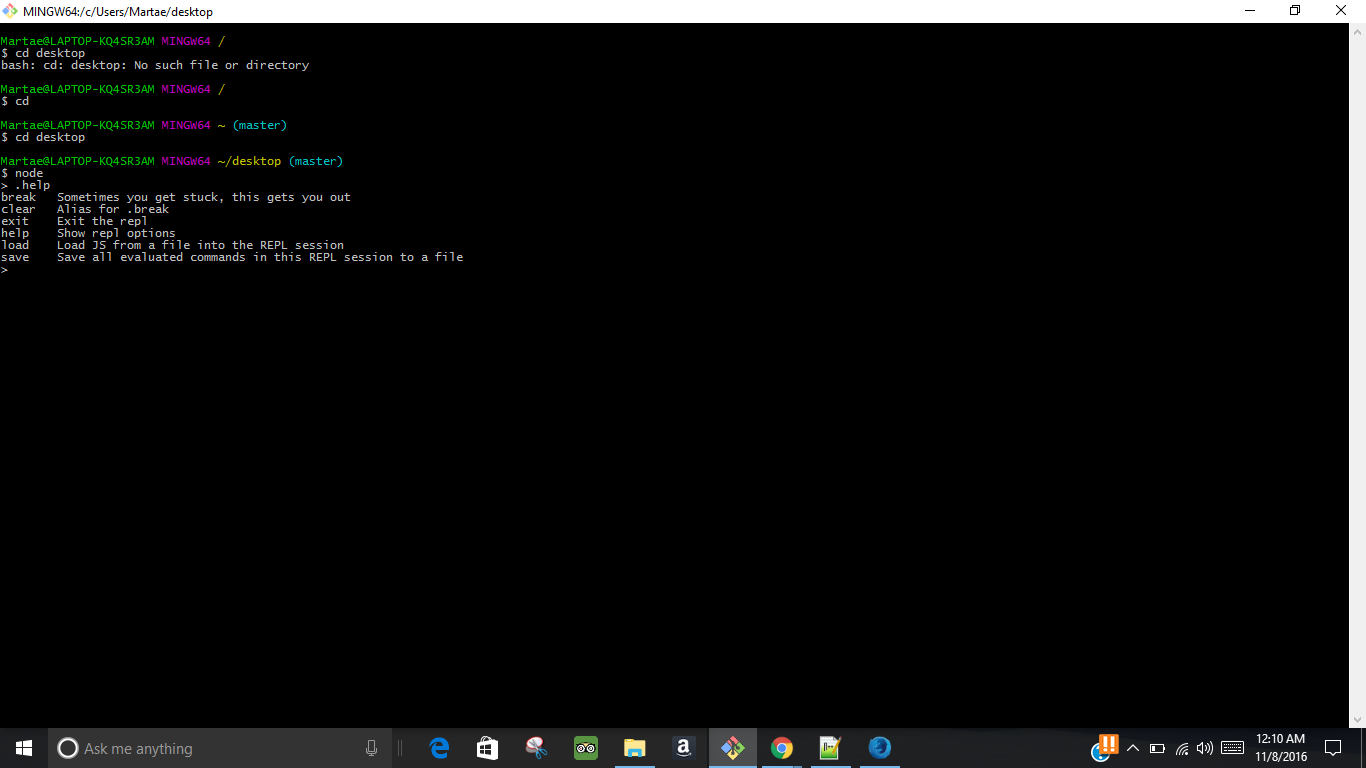 MINGW64:/c/Users/Martae/desktop
Martae@LAPTOP-KQ4SR3AM MINGW64 /
$ cd desktop
bash: cd: desktop: No such file or directory
Martae@LAPTOP-KQ4SR3AM MINGW64 /
$ cd
Martae@LAPTOP-KQ4SR3AM MINGW64 ~ (master)
$ cd desktop
Martae@LAPTOP-KQ4SR3AM MINGW64 ~/desktop (master)
$ node
> .help
break   Sometimes you get stuck, this gets you out
clear   Alias for .break
exit    Exit the repl
help    Show repl options
load    Load JS from a file into the REPL session
save    Save all evaluated commands in this REPL session to a file
>
Ask me anything
12:10 AM
11/8/2016